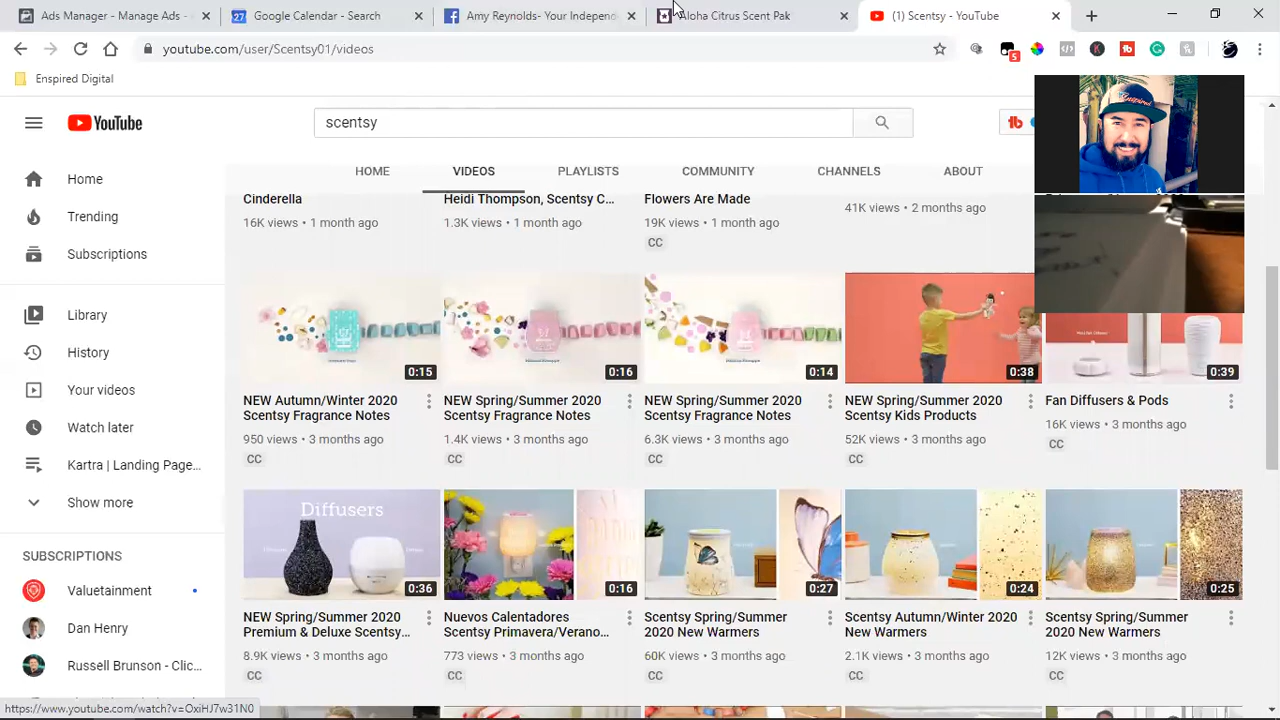 Ads Manager - Manage Ads -
Google Calendar - Search
Amy Reynolds- Your Independ
Aloha Citrus Scent Pak
(1) Scentsy - YouTube
youtube.com/user/Scentsy01/videos
5
Enspired Digital
YouTube
scentsy
tb
HOME
VIDEOS
PLAYLISTS
COMMUNITY
CHANNELS
ABOUT
Home
Trending
Subscriptions
Library
History
Your videos
Watch later
Kartra | Landing Page...
Show more
SUBSCRIPTIONS
Valuetainment
Dan Henry
Russell Brunson - Clic...
Cinderella
16K views • 1 month ago
Heidi Thompson, Scentsy C...
1.3K views • 1 month ago
Flowers Are Made
19K views • 1 month ago
CC
41K views • 2 months ago
0:15
NEW Autumn/Winter 2020
Scentsy Fragrance Notes
950 views • 3 months ago
CC
0:16
NEW Spring/Summer 2020
Scentsy Fragrance Notes
1.4K views • 3 months ago
CC
0:14
NEW Spring/Summer 2020
Scentsy Fragrance Notes
6.3K views • 3 months ago
CC
0:38
NEW Spring/Summer 2020
Scentsy Kids Products
52K views • 3 months ago
CC
0:39
Fan Diffusers & Pods
16K views • 3 months ago
CC
Diffusers
0:36
NEW Spring/Summer 2020
Premium & Deluxe Scentsy...
8.9K views • 3 months ago
CC
0:16
Nuevos Calentadores
Scentsy Primavera/Verano...
773 views • 3 months ago
CC
0:27
Scentsy Spring/Summer
2020 New Warmers
60K views • 3 months ago
CC
0:24
Scentsy Autumn/Winter 2020
New Warmers
2.1K views • 3 months ago
CC
0:25
Scentsy Spring/Summer
2020 New Warmers
12K views • 3 months ago
CC
https://www.youtube.com/watch?v=OxiHJ7w31N0